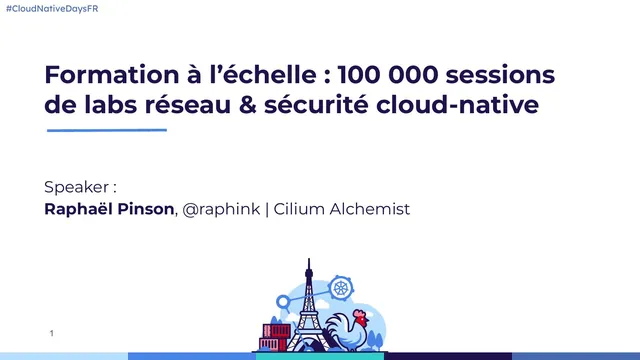 #CloudNativeDaysFR
Formation à l’échelle : 100 000 sessions
de labs réseau & sécurité cloud-native
Speaker :
Raphaël Pinson, @raphink | Cilium Alchemist
1